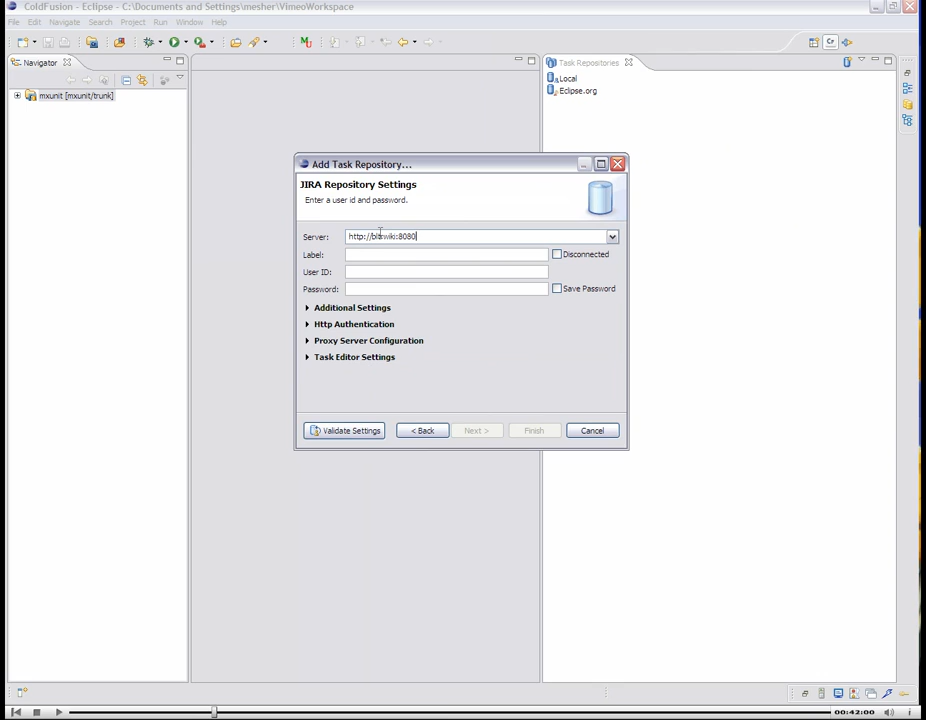 ColdFusion - Eclipse - C:\Documents and Settings\mesher\VimeoWorkspace
File Edit Navigate Search Project Run Window Help
Navigator
Task Repositories
mxunit [mxunit/trunk]
Local
Eclipse.org
Add Task Repository...
JIRA Repository Settings
Enter a user id and password.
Server:
Label:
Disconnected
User ID:
Password:
Save Password
Additional Settings
Http Authentication
Proxy Server Configuration
Task Editor Settings
Validate Settings
< Back
Next >
Finish
Cancel
00:42:00